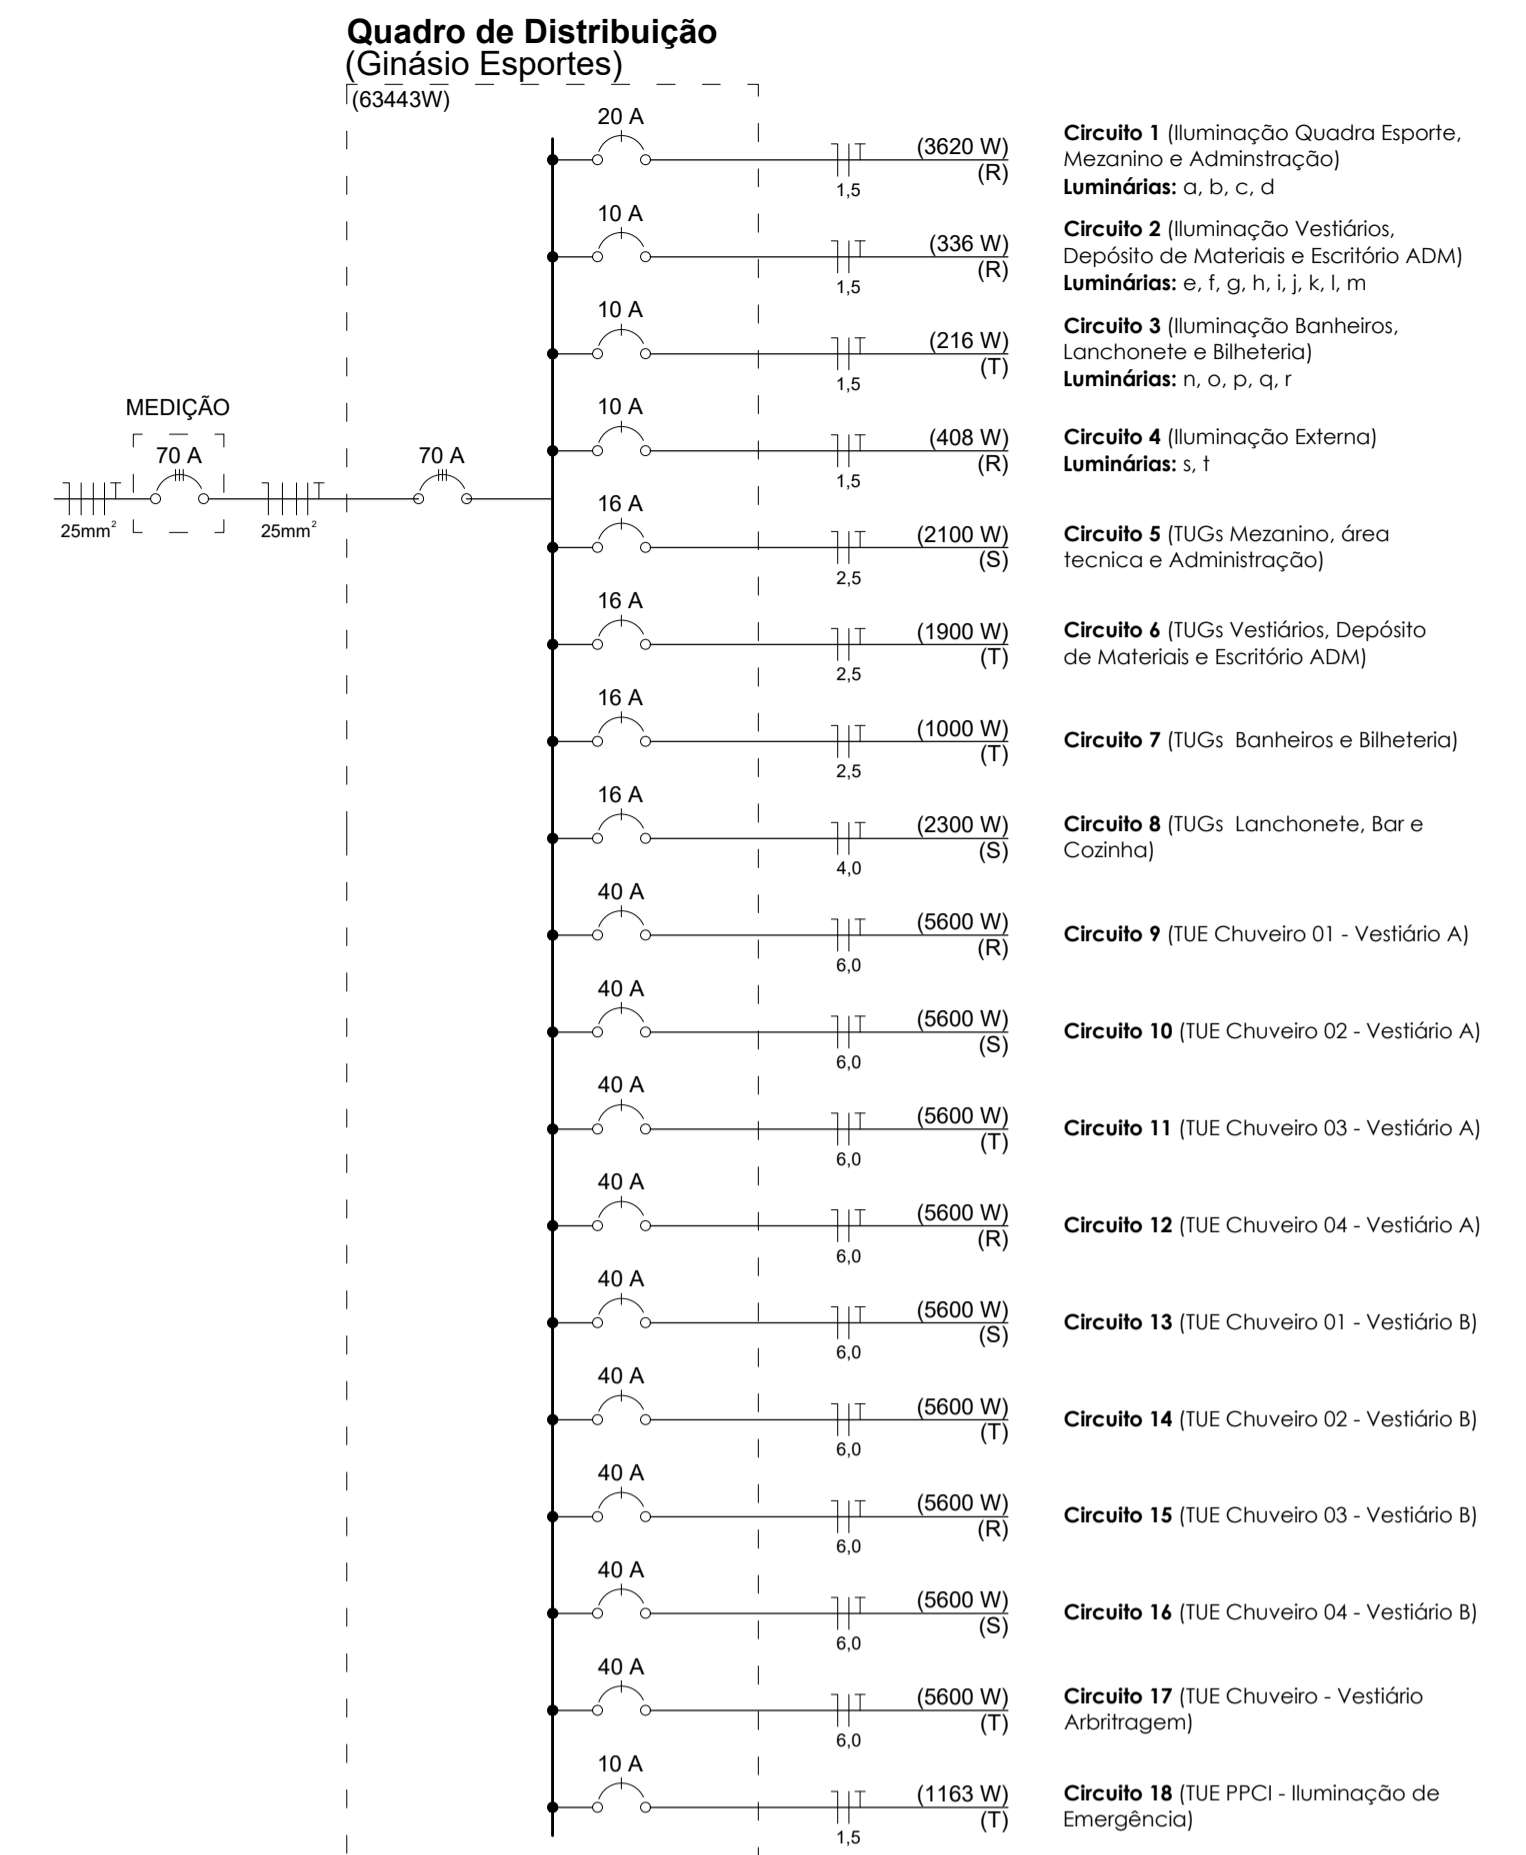 Quadro de Distribuição
(Ginásio Esportes)
(63443W)
MEDIÇÃO
70 A
25mm²
25mm²
70 A
20 A
1,5
(3620 W)
(R)
Circuito 1 (Iluminação Quadra Esporte,
Mezanino e Adminstração)
Luminárias: a, b, c, d
10 A
1,5
(336 W)
(R)
Circuito 2 (Iluminação Vestiários,
Depósito de Materiais e Escritório ADM)
Luminárias: e, f, g, h, i, j, k, l, m
10 A
1,5
(216 W)
(T)
Circuito 3 (Iluminação Banheiros,
Lanchonete e Bilheteria)
Luminárias: n, o, p, q, r
10 A
1,5
(408 W)
(R)
Circuito 4 (Iluminação Externa)
Luminárias: s, t
16 A
2,5
(2100 W)
(S)
Circuito 5 (TUGs Mezanino, área
tecnica e Administração)
16 A
2,5
(1900 W)
(T)
Circuito 6 (TUGs Vestiários, Depósito
de Materiais e Escritório ADM)
16 A
2,5
(1000 W)
(T)
Circuito 7 (TUGs Banheiros e Bilheteria)
16 A
4,0
(2300 W)
(S)
Circuito 8 (TUGs Lanchonete, Bar e
Cozinha)
40 A
6,0
(5600 W)
(R)
Circuito 9 (TUE Chuveiro 01 - Vestiário A)
40 A
6,0
(5600 W)
(S)
Circuito 10 (TUE Chuveiro 02 - Vestiário A)
40 A
6,0
(5600 W)
(T)
Circuito 11 (TUE Chuveiro 03 - Vestiário A)
40 A
6,0
(5600 W)
(R)
Circuito 12 (TUE Chuveiro 04 - Vestiário A)
40 A
6,0
(5600 W)
(S)
Circuito 13 (TUE Chuveiro 01 - Vestiário B)
40 A
6,0
(5600 W)
(T)
Circuito 14 (TUE Chuveiro 02 - Vestiário B)
40 A
6,0
(5600 W)
(R)
Circuito 15 (TUE Chuveiro 03 - Vestiário B)
40 A
6,0
(5600 W)
(S)
Circuito 16 (TUE Chuveiro 04 - Vestiário B)
40 A
6,0
(5600 W)
(T)
Circuito 17 (TUE Chuveiro - Vestiário
Arbritragem)
10 A
1,5
(1163 W)
(T)
Circuito 18 (TUE PPCI - Iluminação de
Emergência)